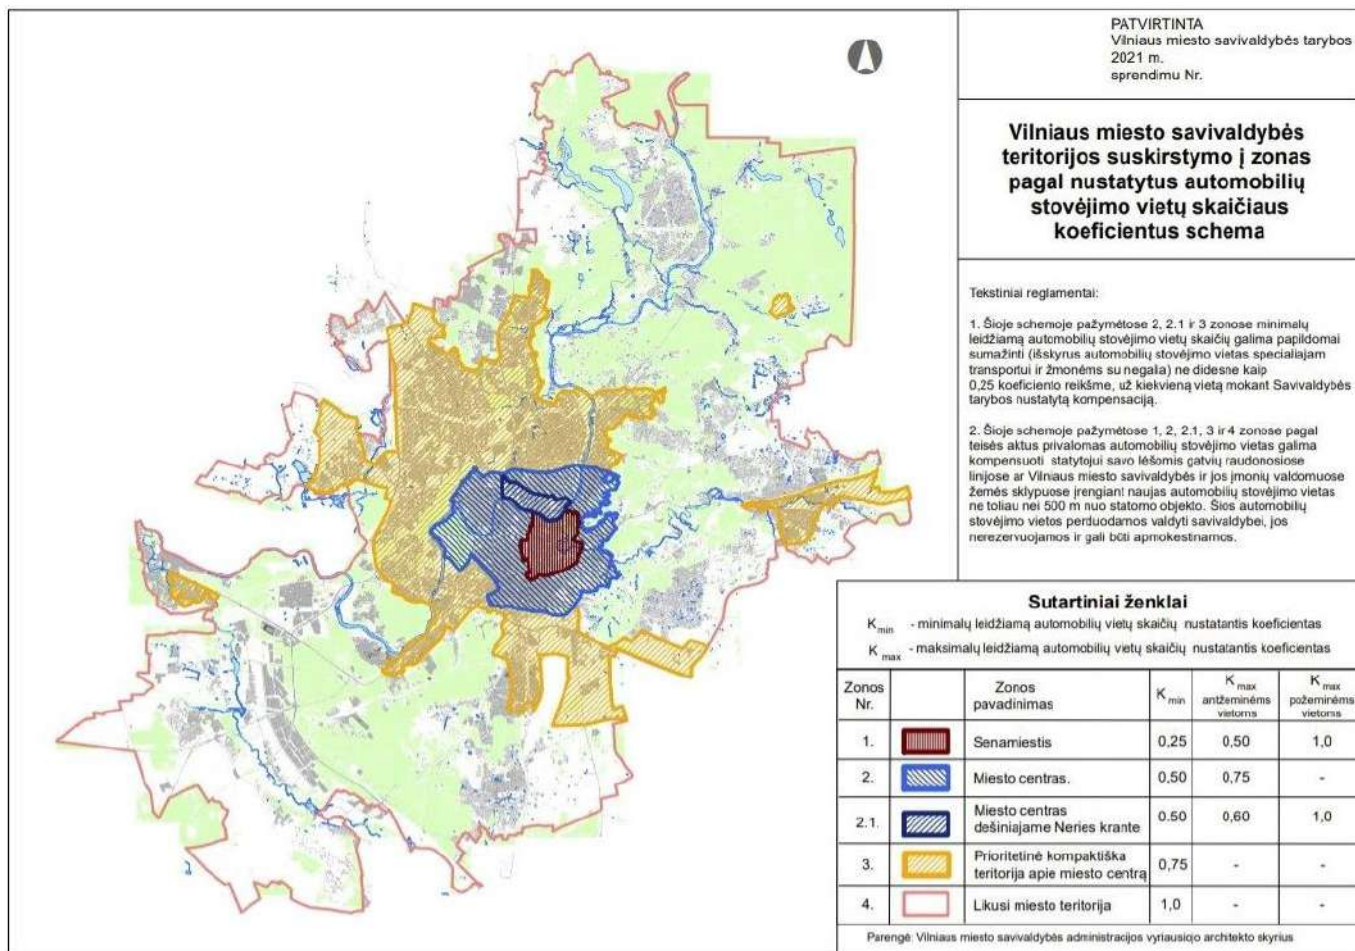 PATVIRTINTA
Vilniaus miesto savivaldybės tarybos
2021 m.
sprendimu Nr.
Vilniaus miesto savivaldybės
teritorijos suskirstymo į zonas
pagal nustatytus automobilių
stovėjimo vietų skaičiaus
koeficientus schema
Tekstiniai reglamentai:
1. Šioje schemoje pažymėtose 2, 2.1 ir 3 zonose minimalų
leidžiamą automobilių stovėjimo vietų skaičių galima papildomai
sumažinti (išskyrus automobilių stovėjimo vietas specialiajam
transportui ir žmonėms su negalia) ne didesne kaip
0,25 koeficiento reikšme, už kiekvieną vietą mokant Savivaldybės
tarybos nustatytą kompensaciją.
2. Šioje schemoje pažymėtose 1, 2, 2.1, 3 ir 4 zonose pagal
teisės aktus privalomas automobilių stovėjimo vietas galima
kompensuoti statytojui savo lėšomis gatvių raudonosiose
linijose ar Vilniaus miesto savivaldybės ir jos įmonių valdomuose
žemės sklypuose įrengiant naujas automobilių stovėjimo vietas
ne toliau nei 500 m nuo statomo objekto. Šios automobilių
stovėjimo vietos perduodamos valdyti savivaldybei, jos
nerezervuojamos ir gali būti apmokestinamos.
Sutartiniai ženklai
K min - minimalų leidžiamą automobilių vietų skaičių nustatantis koeficientas
K max - maksimalų leidžiamą automobilių vietų skaičių nustatantis koeficientas
Zonos Nr. Zonos pavadinimas K min K max antžeminėms vietoms K max požeminėms vietoms
1. Senamiestis 0,25 0,50 1,0
2. Miesto centras. 0,50 0,75 -
2.1. Miesto centras dešiniajame Neries krante 0.50 0,60 1,0
3. Prioritetinė kompaktiška teritorija apie miesto centrą 0,75 - -
4. Likusi miesto teritorija 1,0 - -
Parengė: Vilniaus miesto savivaldybės administracijos vyriausiojo architekto skyrius